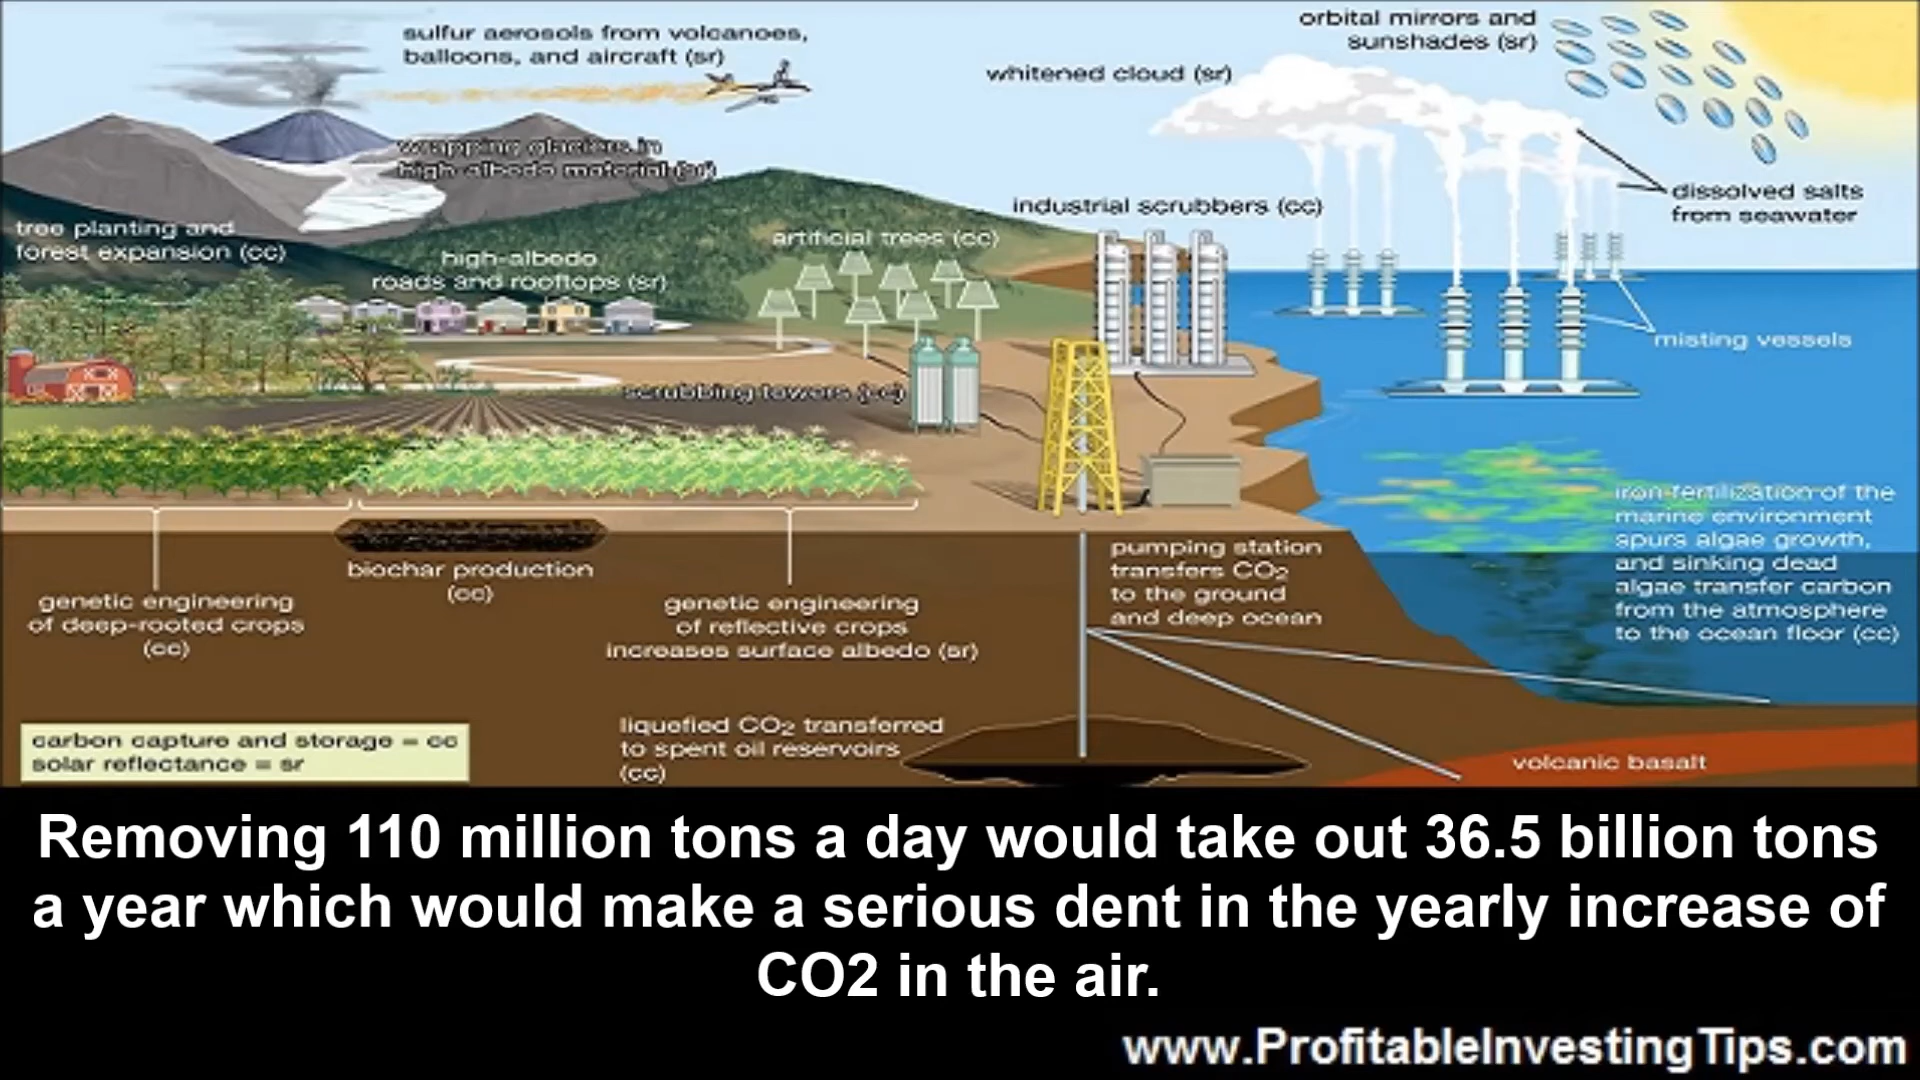 sulfur aerosols from volcanoes,
balloons, and aircraft (sr)
orbital mirrors and
sunshades (sr)
whitened cloud (sr)
wrapping glaciers in
high-albedo material (sr)
dissolved salts
from seawater
industrial scrubbers (cc)
tree planting and
forest expansion (cc)
artificial trees (cc)
high-albedo
roads and rooftops (sr)
misting vessels
scrubbing towers (cc)
iron fertilization of the
marine environment
spurs algae growth,
and sinking dead
algae transfer carbon
from the atmosphere
to the ocean floor (cc)
pumping station
transfers CO2
to the ground
and deep ocean
biochar production
(cc)
genetic engineering
of deep-rooted crops
(cc)
genetic engineering
of reflective crops
increases surface albedo (sr)
liquefied CO2 transferred
to spent oil reservoirs
(cc)
carbon capture and storage = cc
solar reflectance = sr
volcanic basalt
Removing 110 million tons a day would take out 36.5 billion tons
a year which would make a serious dent in the yearly increase of
CO2 in the air.
www.ProfitableInvestingTips.com